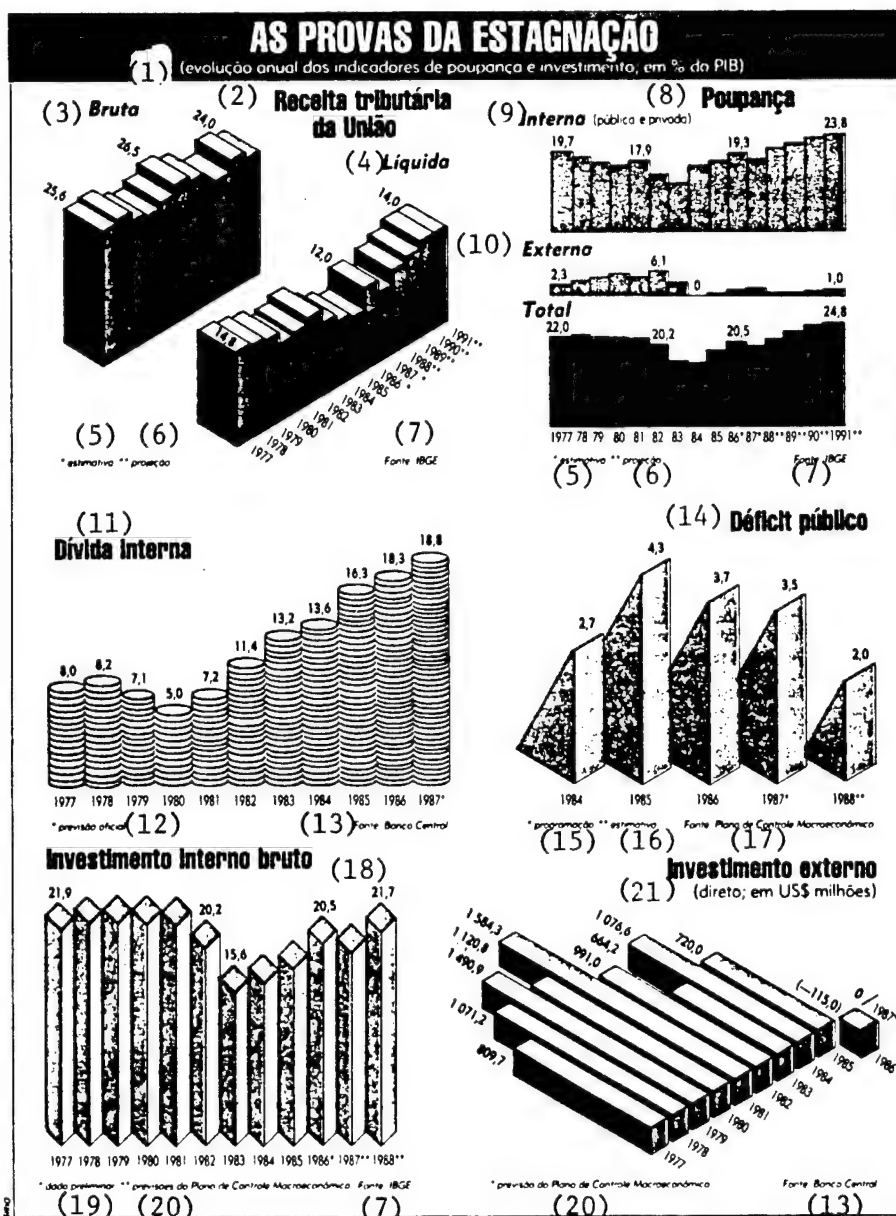 AS PROVAS DA ESTAGNAÇÃO
(1) (evolução anual dos indicadores de poupança e investimento; em % do PIB)
(2) Receita tributária
da União
(3) Bruta
25,6
26,5
24,0
(4) Líquida
14,8
12,0
14,0
1977
1978
1979
1980
1981
1982
1983
1984
1985
1986 *
1987 *
1988**
1989**
1990**
1991**
(5) (6) (7)
* estimativa ** projeção Fonte IBGE
(8) Poupança
(9) Interna (pública e privada)
19,7 17,9 19,3 23,8
(10) Externa
2,3 6,1 0 1,0
Total
22,0 20,2 20,5 24,8
1977 78 79 80 81 82 83 84 85 86* 87* 88** 89** 90** 1991**
* estimativa ** projeção Fonte IBGE
(5) (6) (7)
(11)
Dívida interna
8,0 8,2 7,1 5,0 7,2 11,4 13,2 13,6 16,3 18,3 18,8
1977 1978 1979 1980 1981 1982 1983 1984 1985 1986 1987*
* previsão oficial (12) (13) Fonte Banco Central
(14) Déficit público
2,7 4,3 3,7 3,5 2,0
1984 1985 1986 1987* 1988**
* programação ** estimativa Fonte Plano de Controle Macroeconômico
(15) (16) (17)
Investimento interno bruto
(18)
21,9 20,2 15,6 20,5 21,7
1977 1978 1979 1980 1981 1982 1983 1984 1985 1986* 1987** 1988**
* dado preliminar ** previsões do Plano de Controle Macroeconômico Fonte IBGE
(19) (20) (7)
Investimento externo
(21) (direto; em US$ milhões)
1 584,3
1 120,8
1 490,9
1 071,2
809,7
1 076,6
664,2
991,0
720,0
(–115,0)
0
1977
1978
1979
1980
1981
1982
1983
1984
1985
1986
1987*
* previsão do Plano de Controle Macroeconômico Fonte Banco Central
(20) (13)